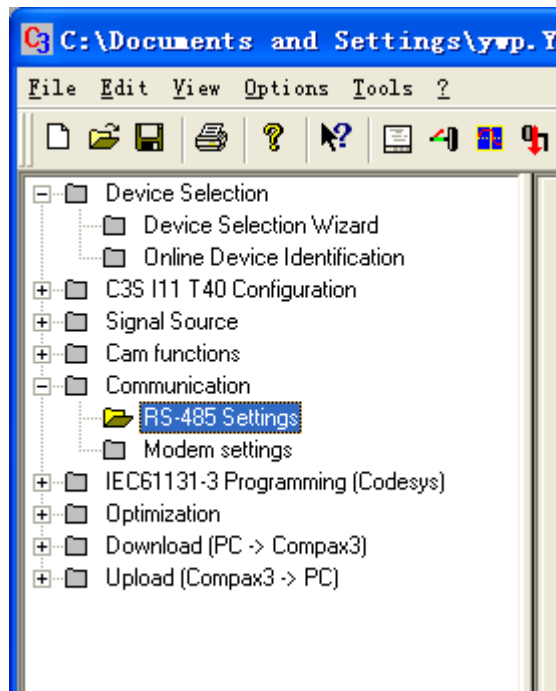 C3 C:\Documents and Settings\ywp.Y
File Edit View Options Tools ?
Device Selection
Device Selection Wizard
Online Device Identification
C3S I11 T40 Configuration
Signal Source
Cam functions
Communication
RS-485 Settings
Modem settings
IEC61131-3 Programming (Codesys)
Optimization
Download (PC -> Compax3)
Upload (Compax3 -> PC)